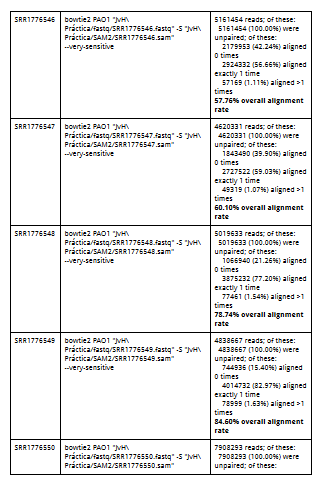 SRR1776546
bowtie2 PAO1 "JvH\
Práctica/fastq/SRR1776546.fastq" -S "JvH\
Práctica/SAM2/SRR1776546.sam"
--very-sensitive
5161454 reads; of these:
5161454 (100.00%) were
unpaired; of these:
2179953 (42.24%) aligned
0 times
2924332 (56.66%) aligned
exactly 1 time
57169 (1.11%) aligned >1
times
57.76% overall alignment
rate
SRR1776547
bowtie2 PAO1 "JvH\
Práctica/fastq/SRR1776547.fastq" -S "JvH\
Práctica/SAM2/SRR1776547.sam"
--very-sensitive
4620331 reads; of these:
4620331 (100.00%) were
unpaired; of these:
1843490 (39.90%) aligned
0 times
2727522 (59.03%) aligned
exactly 1 time
49319 (1.07%) aligned >1
times
60.10% overall alignment
rate
SRR1776548
bowtie2 PAO1 "JvH\
Práctica/fastq/SRR1776548.fastq" -S "JvH\
Práctica/SAM2/SRR1776548.sam"
--very-sensitive
5019633 reads; of these:
5019633 (100.00%) were
unpaired; of these:
1066940 (21.26%) aligned
0 times
3875232 (77.20%) aligned
exactly 1 time
77461 (1.54%) aligned >1
times
78.74% overall alignment
rate
SRR1776549
bowtie2 PAO1 "JvH\
Práctica/fastq/SRR1776549.fastq" -S "JvH\
Práctica/SAM2/SRR1776549.sam"
--very-sensitive
4838667 reads; of these:
4838667 (100.00%) were
unpaired; of these:
744936 (15.40%) aligned
0 times
4014732 (82.97%) aligned
exactly 1 time
78999 (1.63%) aligned >1
times
84.60% overall alignment
rate
SRR1776550
bowtie2 PAO1 "JvH\
Práctica/fastq/SRR1776550.fastq" -S "JvH\
Práctica/SAM2/SRR1776550.sam"
7908293 reads; of these:
7908293 (100.00%) were
unpaired; of these: